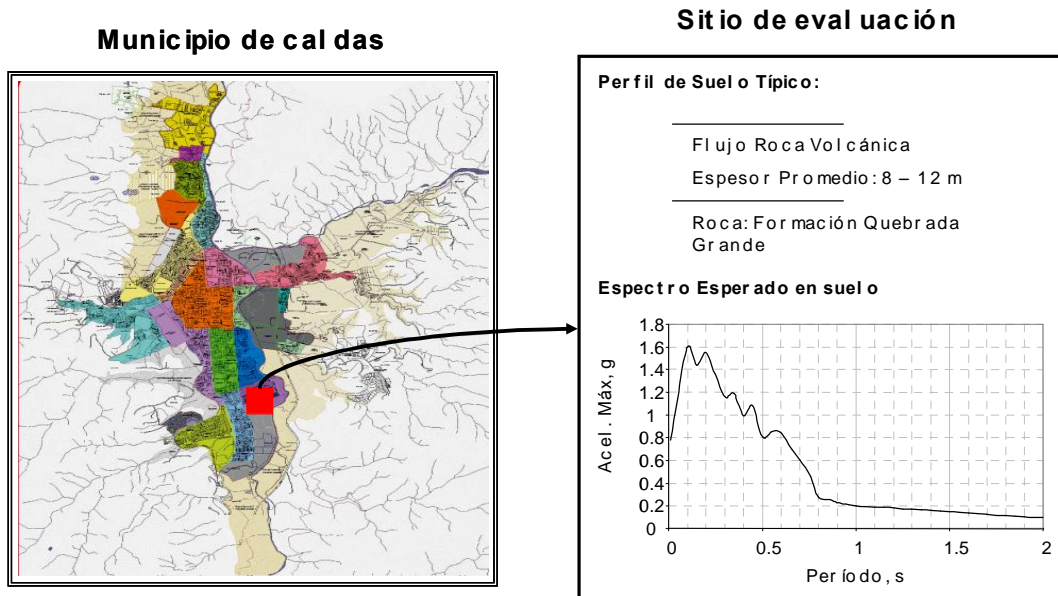 Municipio de caldas
Sitio de evaluación
Perfil de Suelo Típico:
Flujo Roca Volcánica
Espesor Promedio: 8 – 12 m
Roca: Formación Quebrada
Grande
Espectro Esperado en suelo
Acel. Máx, g
1.8
1.6
1.4
1.2
1
0.8
0.6
0.4
0.2
0
0 0.5 1 1.5 2
Período, s